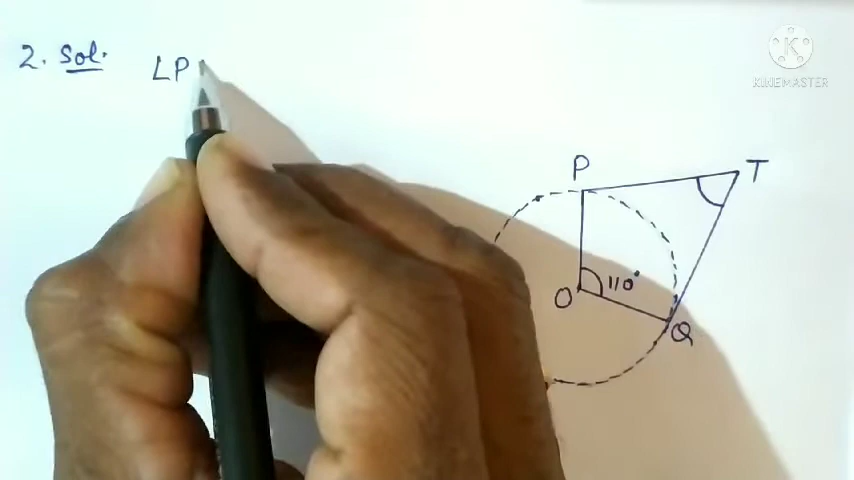 2. Sol. ∠P
K
KINEMASTER
P
T
O
110°
Q